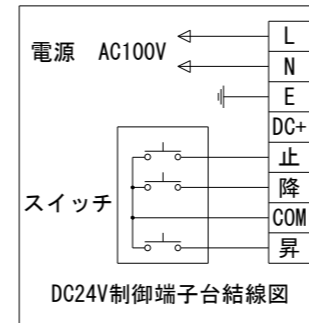 電源 AC100V
L
N
E
DC+
止
降
COM
昇
スイッチ
DC24V制御端子台結線図